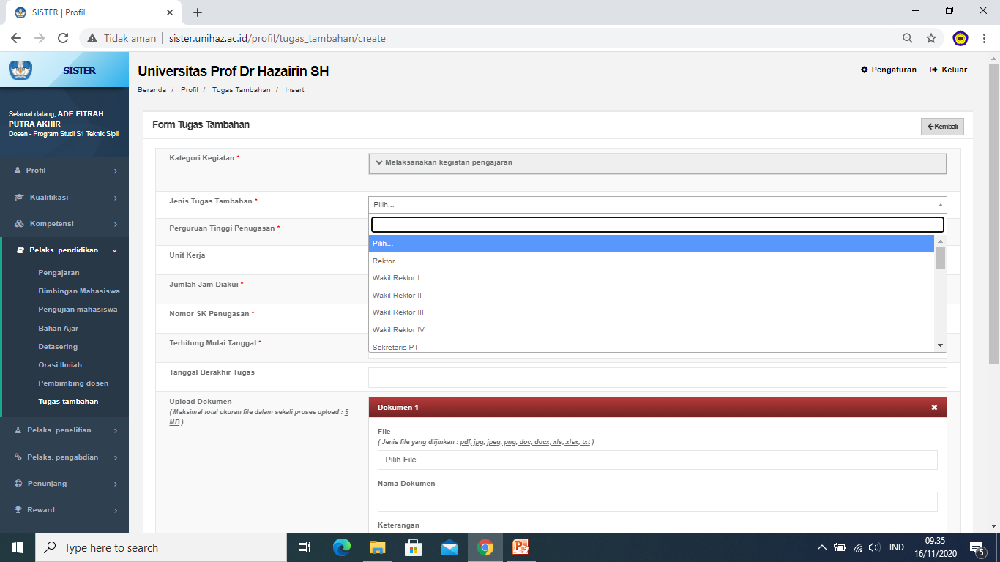 SISTER | Profil
Tidak aman | sister.unihaz.ac.id/profil/tugas_tambahan/create
SISTER
Universitas Prof Dr Hazairin SH
Pengaturan
Keluar
Beranda / Profil / Tugas Tambahan / Insert
Selamat datang, ADE FITRAH
PUTRA AKHIR
Dosen - Program Studi S1 Teknik Sipil
Profil
Kualifikasi
Kompetensi
Pelaks. pendidikan
Pengajaran
Bimbingan Mahasiswa
Pengujian mahasiswa
Bahan Ajar
Detasering
Orasi Ilmiah
Pembimbing dosen
Tugas tambahan
Pelaks. penelitian
Pelaks. pengabdian
Penunjang
Reward
Form Tugas Tambahan
Kembali
Kategori Kegiatan *
Melaksanakan kegiatan pengajaran
Jenis Tugas Tambahan *
Pilih...
Pilih...
Rektor
Wakil Rektor I
Wakil Rektor II
Wakil Rektor III
Wakil Rektor IV
Sekretaris PT
Perguruan Tinggi Penugasan *
Unit Kerja
Jumlah Jam Diakui *
Nomor SK Penugasan *
Terhitung Mulai Tanggal *
Tanggal Berakhir Tugas
Upload Dokumen
( Maksimal total ukuran file dalam sekali proses upload : 5
MB )
Dokumen 1
File
( Jenis file yang diijinkan : pdf, jpg, jpeg, png, doc, docx, xls, xlsx, txt )
Pilih File
Nama Dokumen
Keterangan
Type here to search
IND
09.35
16/11/2020
5